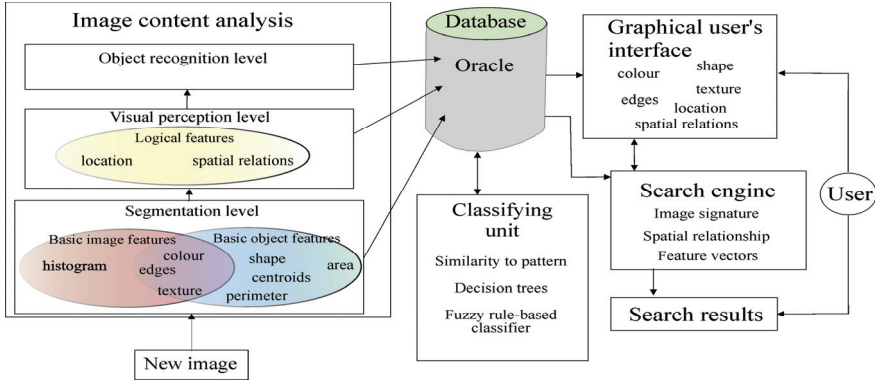 Image content analysis
Object recognition level
Visual perception level
Logical features
location spatial relations
Segmentation level
Basic image features
histogram
colour
edges
texture
Basic object features
shape
centroids
perimeter
area
New image
Database
Oracle
Classifying
unit
Similarity to pattern
Decision trees
Fuzzy rule-based
classifier
Graphical user's
interface
colour
shape
edges
texture
location
spatial relations
Search engine
Image signature
Spatial relationship
Feature vectors
Search results
User